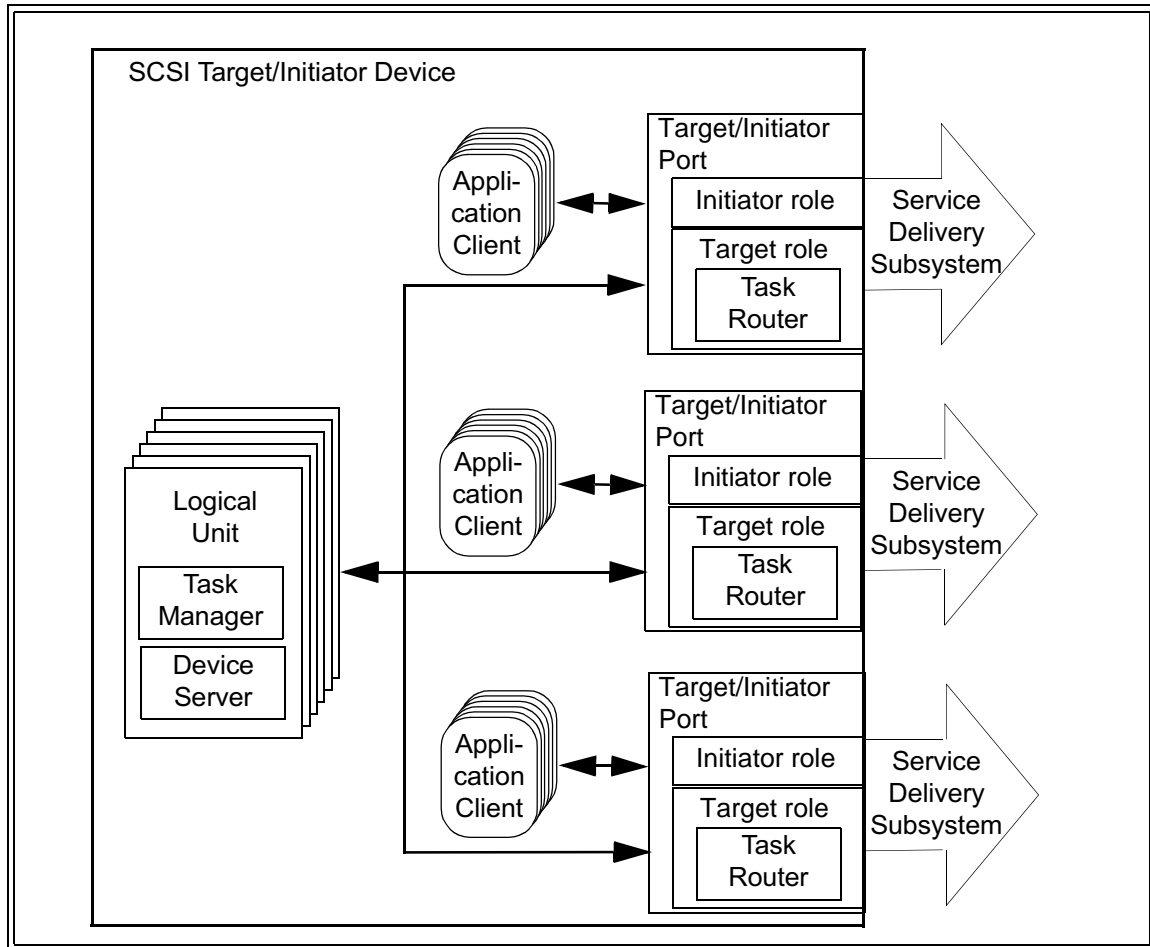 SCSI Target/Initiator Device
Target/Initiator
Port
Appli-
cation
Client
Initiator role
Target role
Task
Router
Service
Delivery
Subsystem
Target/Initiator
Port
Appli-
cation
Client
Initiator role
Target role
Task
Router
Service
Delivery
Subsystem
Logical
Unit
Task
Manager
Device
Server
Target/Initiator
Port
Appli-
cation
Client
Initiator role
Target role
Task
Router
Service
Delivery
Subsystem